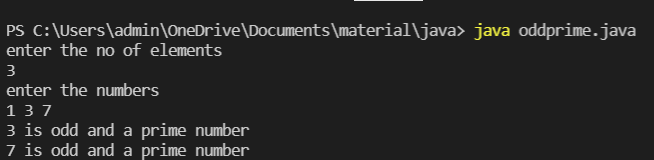 PS C:\Users\admin\OneDrive\Documents\material\java> java oddprime.java
enter the no of elements
3
enter the numbers
1 3 7
3 is odd and a prime number
7 is odd and a prime number